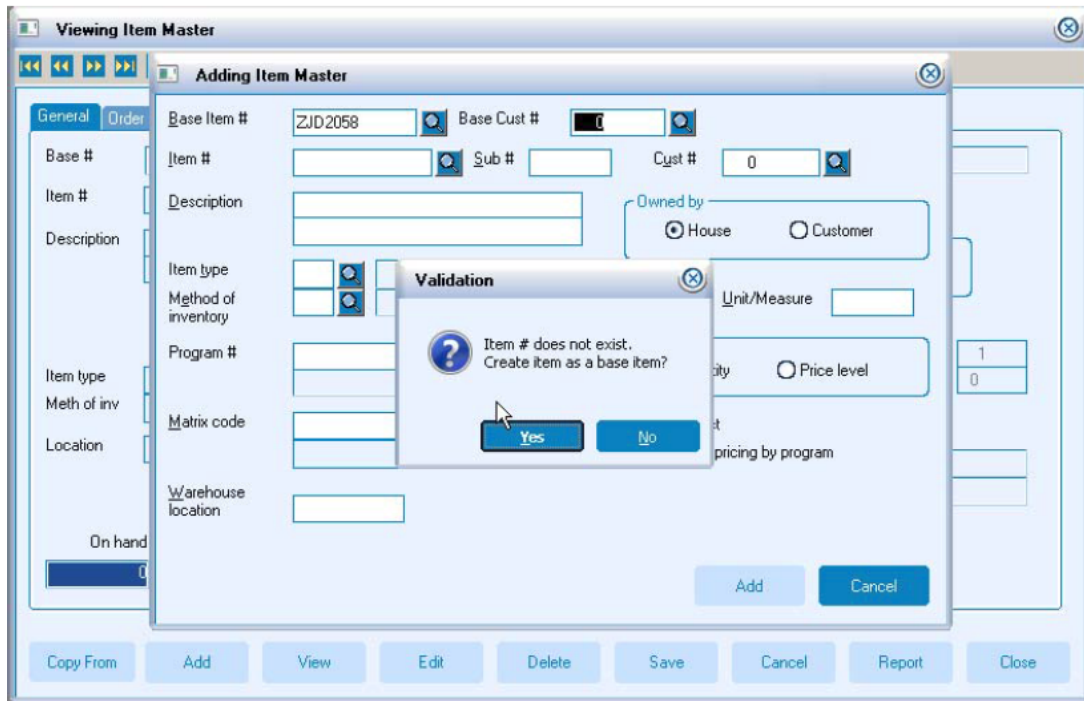 Viewing Item Master
Adding Item Master
General Order
Base Item # ZJD2058 Base Cust # 0
Base #
Item # Sub # Cust # 0
Item #
Description
Owned by
House Customer
Description
Item type
Validation
Method of
inventory
Unit/Measure
Item # does not exist.
Create item as a base item?
Program #
1
Price level
0
Item type
Meth of inv
Matrix code
Yes No
Location
pricing by program
Warehouse
location
On hand
0
Add Cancel
Copy From Add View Edit Delete Save Cancel Report Close